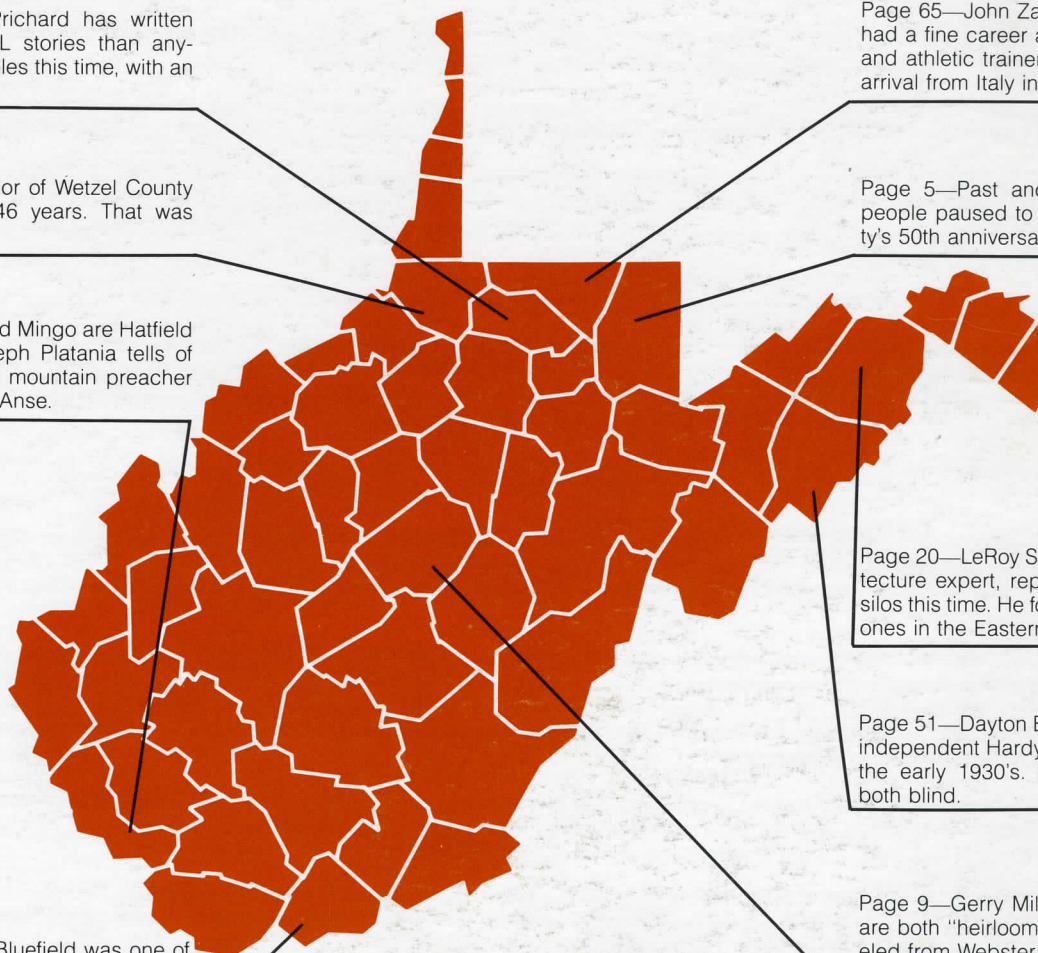 Prichard has written
L stories than any-
les this time, with an
or of Wetzel County
46 years. That was
d Mingo are Hatfield
eph Platania tells of
mountain preacher
Anse.
Bluefield was one of
Page 65—John Za
had a fine career a
and athletic trainer
arrival from Italy in
Page 5—Past and
people paused to
ty's 50th anniversa
Page 20—LeRoy S
tecture expert, rep
silos this time. He fo
ones in the Eastern
Page 51—Dayton E
independent Hardy
the early 1930's.
both blind.
Page 9—Gerry Mil
are both "heirloom
eled from Webster